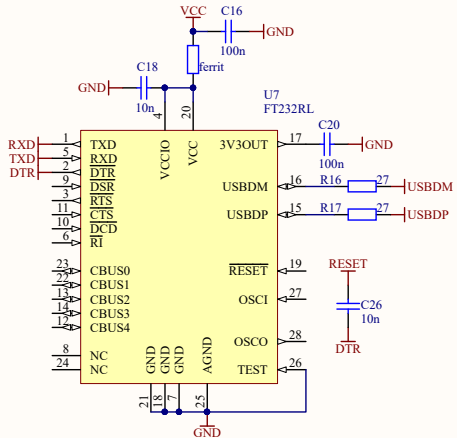 VCC
C16
GND
100n
ferrit
C18
GND
10n
U7
FT232RL
4
20
VCCIO
VCC
RXD 1 TXD
TXD 5 RXD
DTR 2 DTR
9 DSR
3 RTS
11 CTS
10 DCD
6 RI
23 CBUS0
22 CBUS1
13 CBUS2
14 CBUS3
12 CBUS4
8 NC
24 NC
3V3OUT 17
C20
GND
100n
USBDM 16 R16 27 USBDM
USBDP 15 R17 27 USBDP
RESET 19
OSCI 27
OSCO 28
TEST 26
RESET
C26
10n
DTR
GND
GND
GND
AGND
21
18
7
25
GND